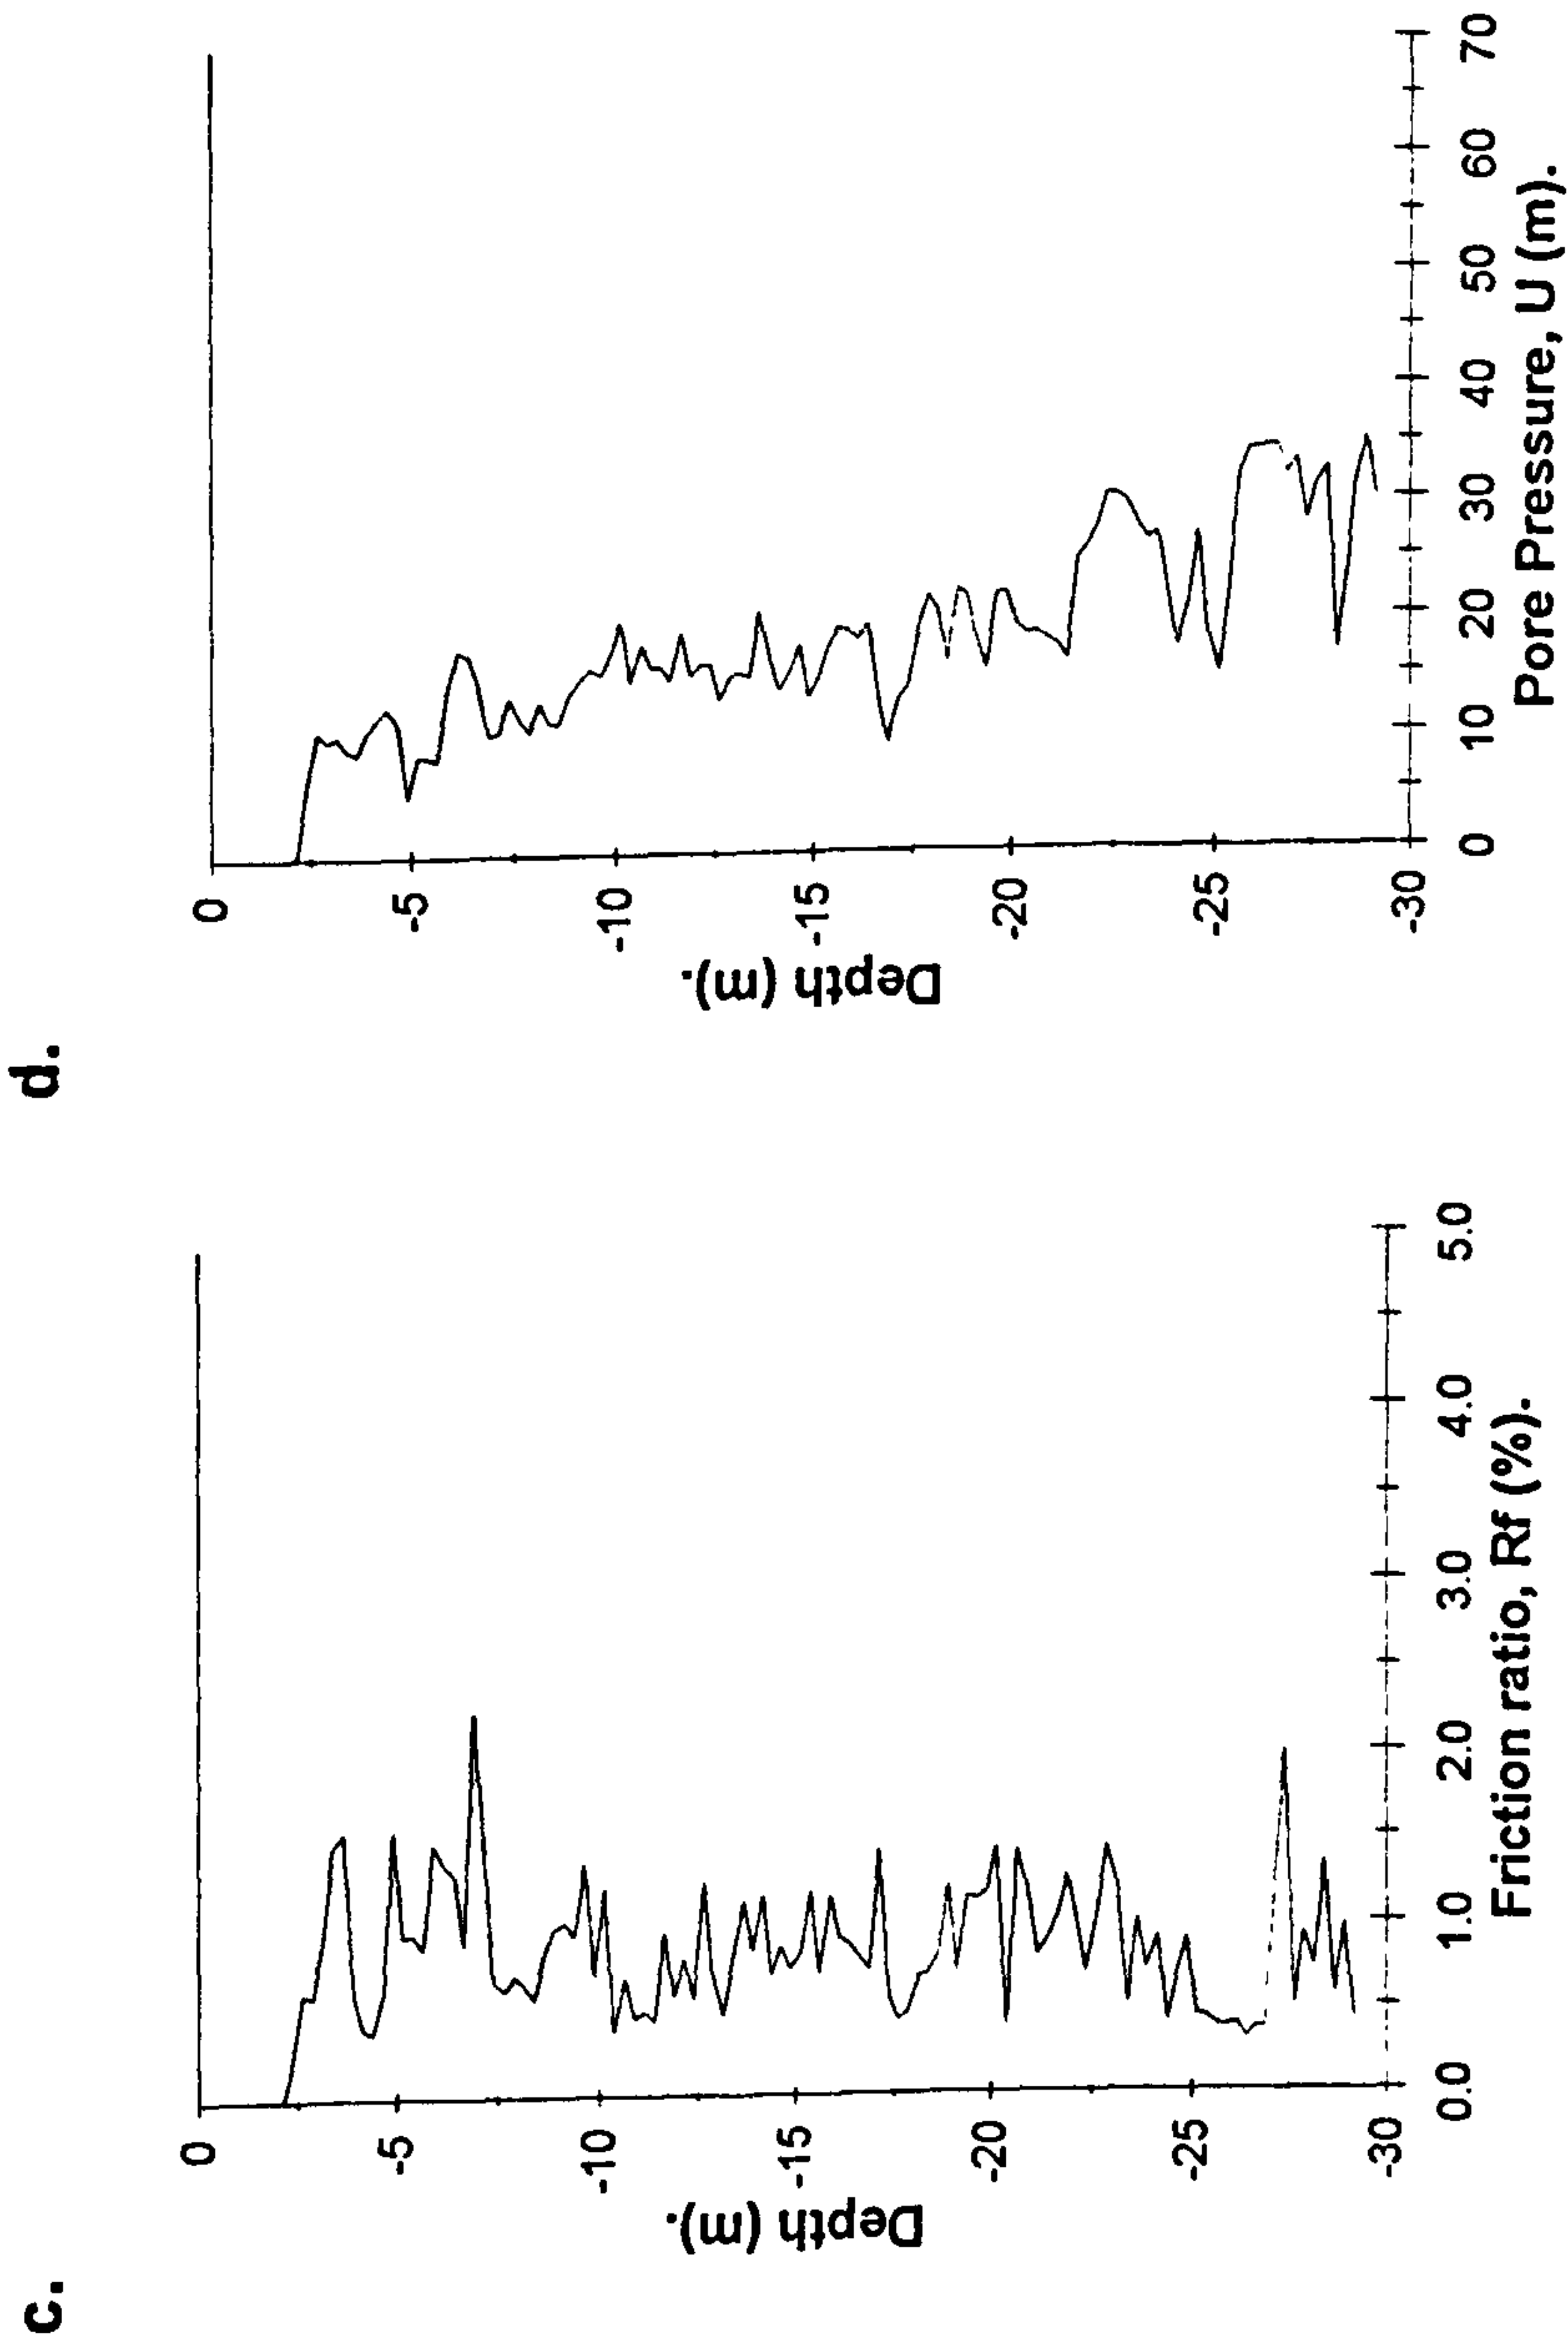 c.
0
-5
-10
-15
-20
-25
-30
Depth (m).
0.0 1.0 2.0 3.0 4.0 5.0
Friction ratio, Rf (%).
d.
0
-5
-10
-15
-20
-25
-30
Depth (m).
0 10 20 30 40 50 60 70
Pore Pressure, U (m).